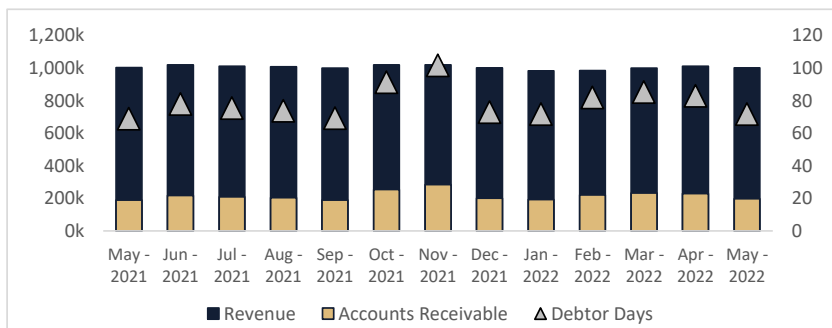 1,200k 120
1,000k 100
800k 80
600k 60
400k 40
200k 20
0k 0
May - Jun - Jul - Aug - Sep - Oct - Nov - Dec - Jan - Feb - Mar - Apr - May -
2021 2021 2021 2021 2021 2021 2021 2021 2022 2022 2022 2022 2022
Revenue Accounts Receivable Debtor Days